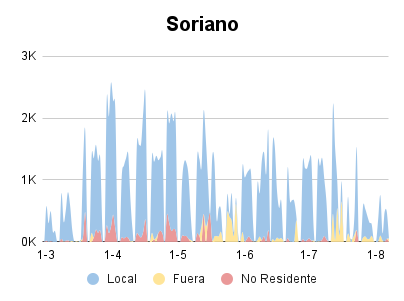 Soriano
3K
2K
1K
0K
1-3 1-4 1-5 1-6 1-7 1-8
Local Fuera No Residente